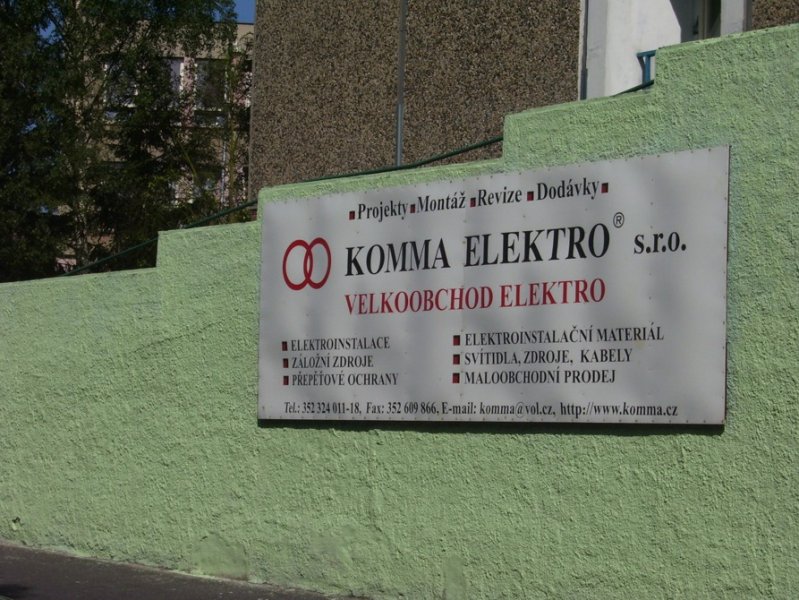 Projekty Montáž Revize Dodávky
KOMMA ELEKTRO® s.r.o.
VELKOOBCHOD ELEKTRO
ELEKTROINSTALACE
ZÁLOŽNÍ ZDROJE
PŘEPĚŤOVÉ OCHRANY
ELEKTROINSTALAČNÍ MATERIÁL
SVÍTIDLA, ZDROJE, KABELY
MALOOBCHODNÍ PRODEJ
Tel.: 352 324 011-18, Fax: 352 609 866, E-mail: komma@vol.cz, http://www.komma.cz